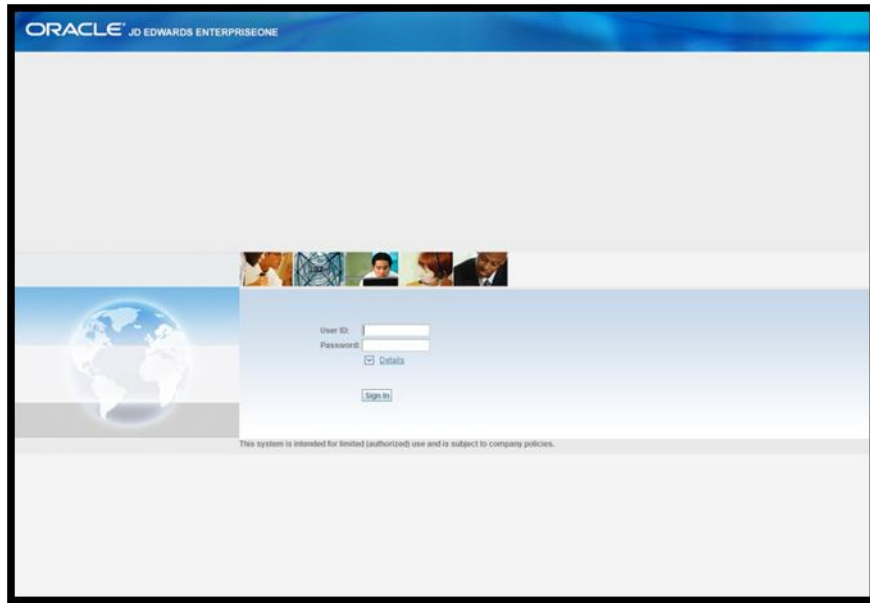 ORACLE® JD EDWARDS ENTERPRISEONE
User ID:
Password:
Details
Sign In
This system is intended for limited (authorized) use and is subject to company policies.